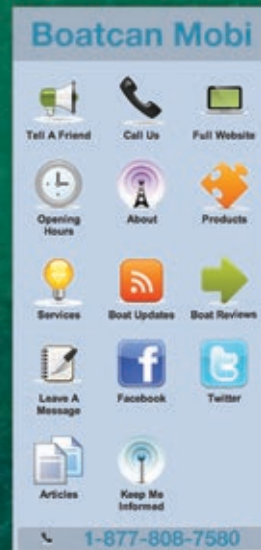 Boatcan Mobi
Tell A Friend
Call Us
Full Website
Opening
Hours
About
Products
Services
Boat Updates
Boat Reviews
Leave A
Message
Facebook
Twitter
Articles
Keep Me
Informed
1-877-808-7580